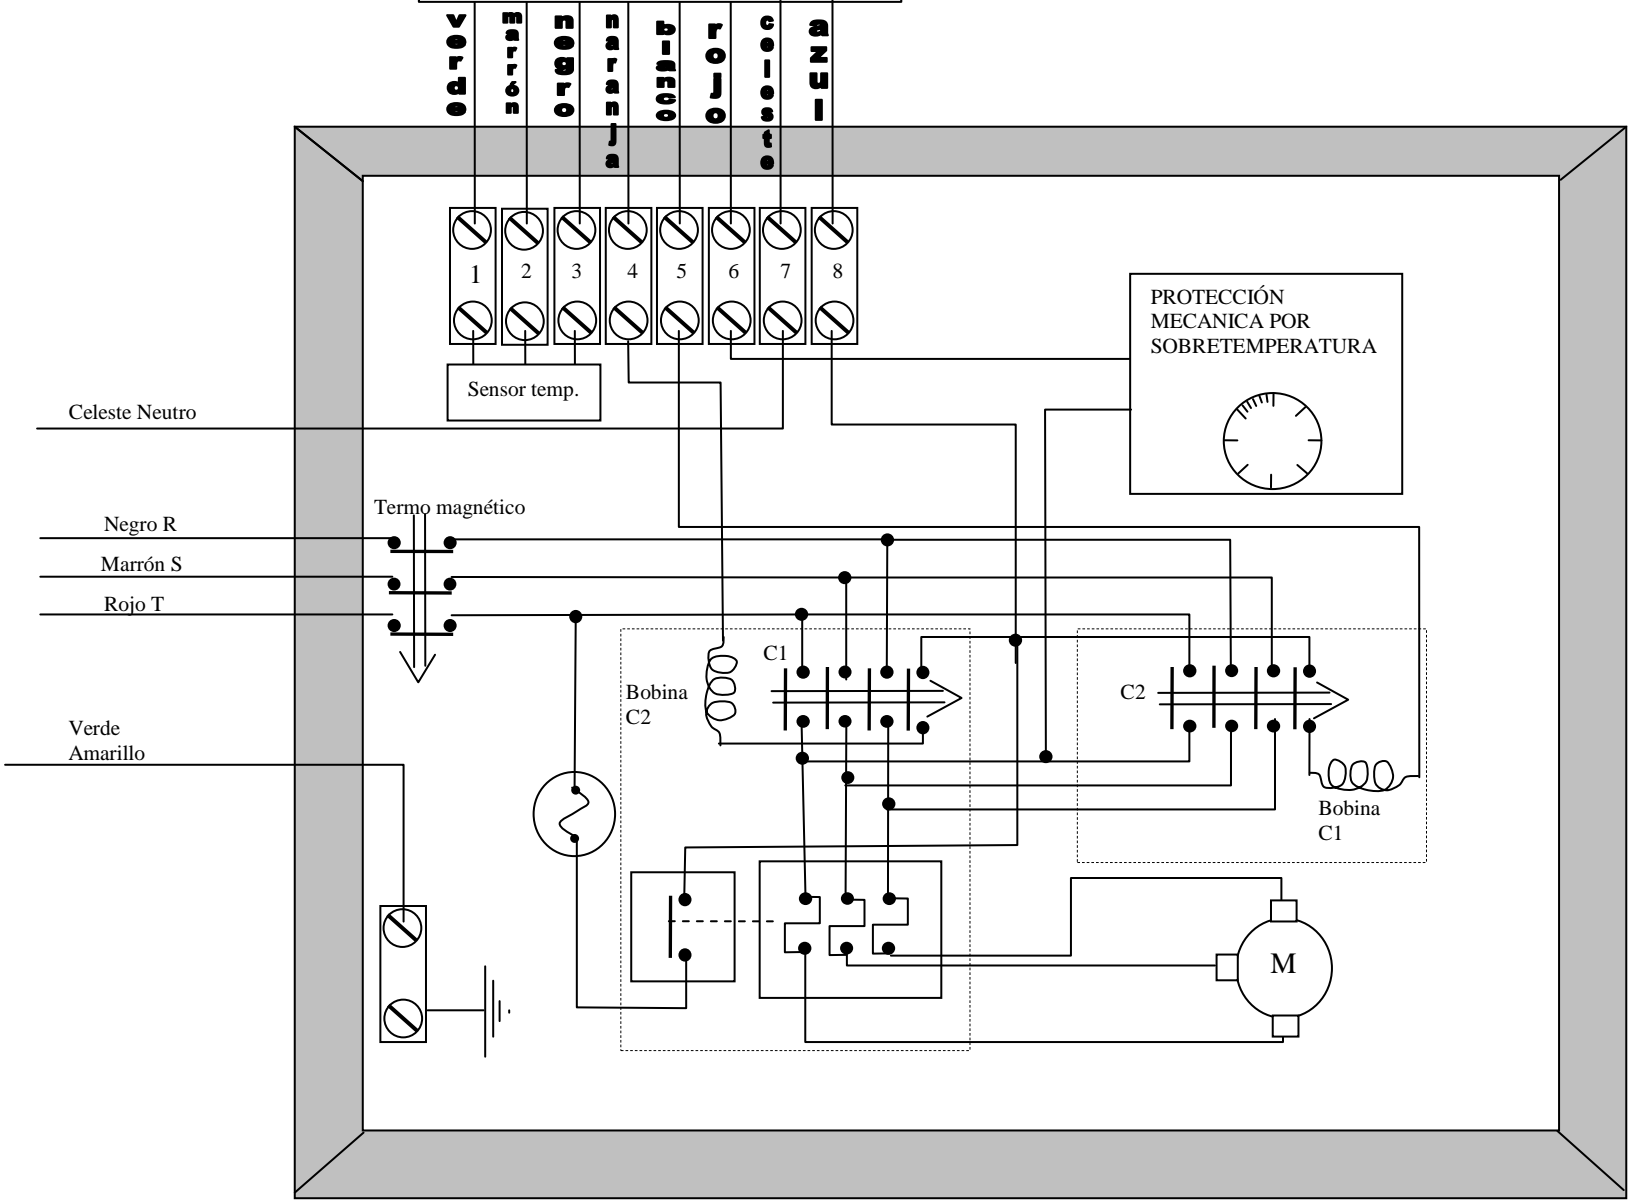 verde
marrón
negro
naranja
blanco
rojo
celeste
azul
1 2 3 4 5 6 7 8
PROTECCIÓN
MECANICA POR
SOBRETEMPERATURA
Sensor temp.
Celeste Neutro
Termo magnético
Negro R
Marrón S
Rojo T
C1
Bobina
C2
C2
Verde
Amarillo
Bobina
C1
M